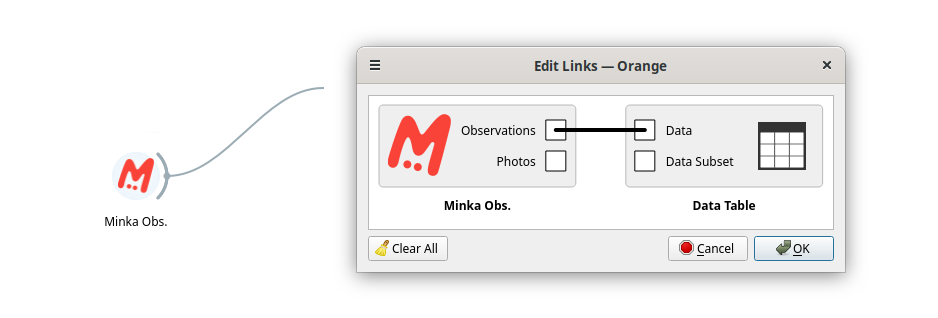 Edit Links — Orange
Observations
Data
Photos
Data Subset
Minka Obs.
Data Table
Minka Obs.
Clear All
Cancel
OK